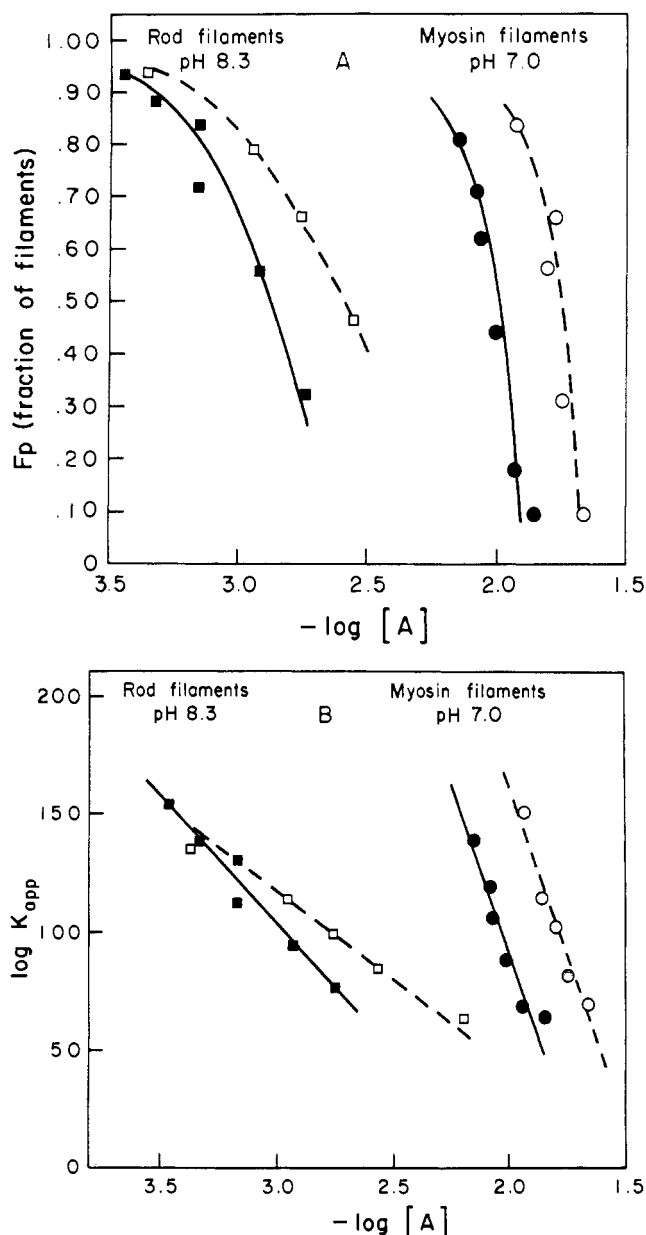 Rod filaments
pH 8.3
A
Myosin filaments
pH 7.0
1.00
.90
.80
.70
.60
.50
.40
.30
.20
.10
0
Fp (fraction of filaments)
3.5 3.0 2.5 2.0 1.5
− log [A]
Rod filaments
pH 8.3
B
Myosin filaments
pH 7.0
200
150
100
50
0
log Kapp
3.5 3.0 2.5 2.0 1.5
− log [A]